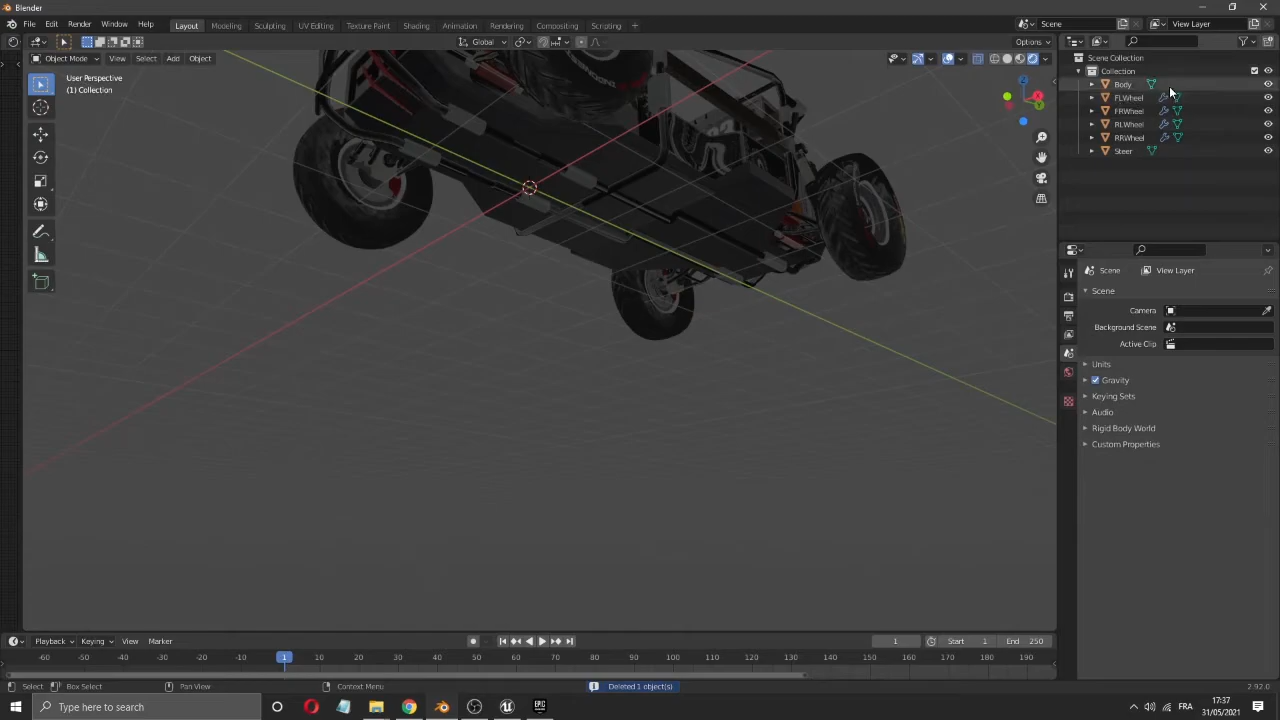 Blender
File Edit Render Window Help Layout Modeling Sculpting UV Editing Texture Paint Shading Animation Rendering Compositing Scripting + Scene View Layer
Global Options
Object Mode View Select Add Object
User Perspective
(1) Collection
Scene Collection
Collection
Body
FLWheel
FRWheel
RLWheel
RRWheel
Steer
Scene View Layer
Scene
Camera
Background Scene
Active Clip
Units
Gravity
Keying Sets
Audio
Rigid Body World
Custom Properties
Playback Keying View Marker 1 Start 1 End 250
-60 -50 -40 -30 -20 -10 1 10 20 30 40 50 60 70 80 90 100 110 120 130 140 150 160 170 180 190
Select Box Select Pan View Context Menu Deleted 1 object(s) 2.92.0
Type here to search EPIC GAMES FRA 17:37
31/05/2021